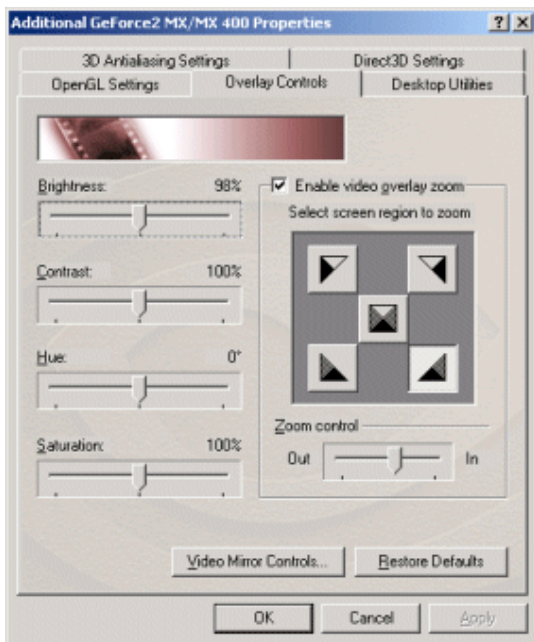 Additional GeForce2 MX/MX 400 Properties
3D Antialiasing Settings Direct3D Settings
OpenGL Settings Overlay Controls Desktop Utilities
Brightness: 98%
Enable video overlay zoom
Select screen region to zoom
Contrast: 100%
Hue: 0°
Zoom control
Saturation: 100%
Out In
Video Mirror Controls... Restore Defaults
OK Cancel Apply